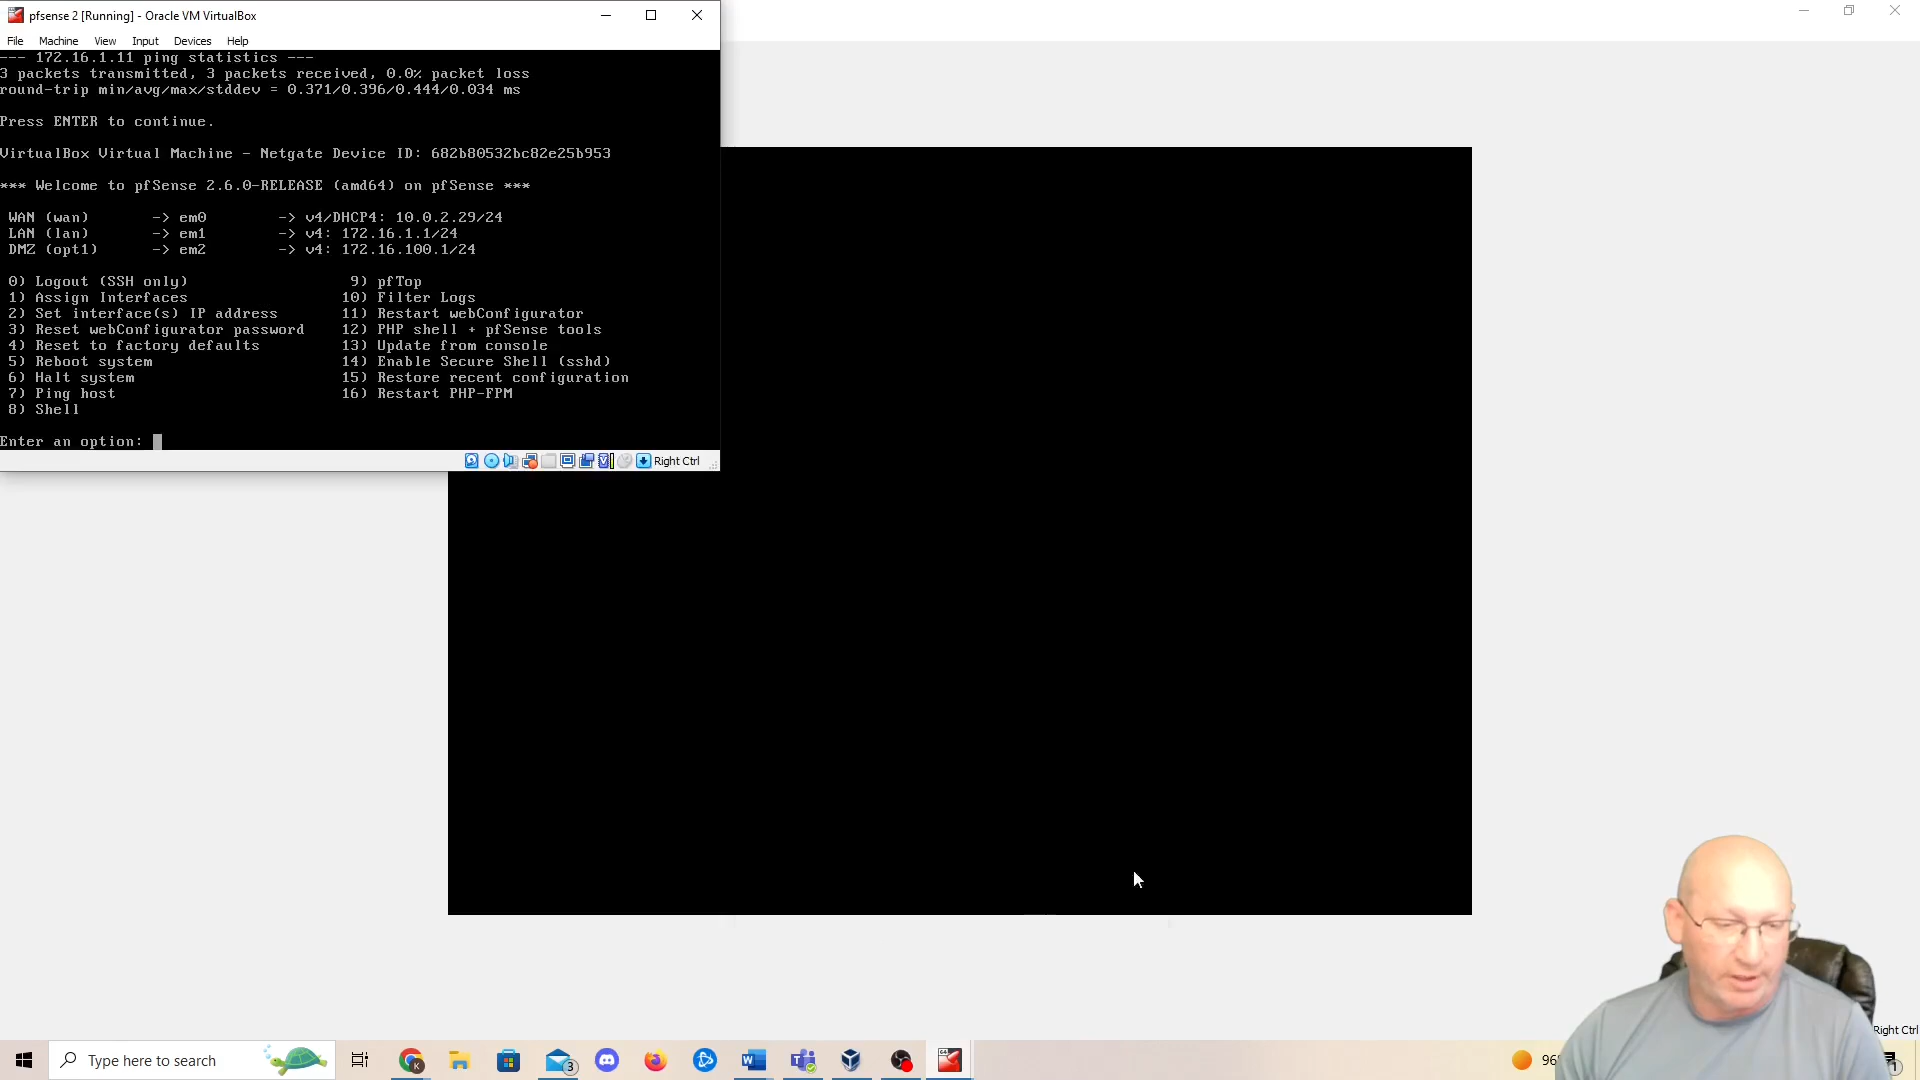 pfsense 2 [Running] - Oracle VM VirtualBox
File Machine View Input Devices Help
--- 172.16.1.11 ping statistics ---
3 packets transmitted, 3 packets received, 0.0% packet loss
round-trip min/avg/max/stddev = 0.371/0.396/0.444/0.034 ms
Press ENTER to continue.
VirtualBox Virtual Machine - Netgate Device ID: 682b80532bc82e25b953
*** Welcome to pfSense 2.6.0-RELEASE (amd64) on pfSense ***
WAN (wan) -> em0 -> v4/DHCP4: 10.0.2.29/24
LAN (lan) -> em1 -> v4: 172.16.1.1/24
DMZ (opt1) -> em2 -> v4: 172.16.100.1/24
0) Logout (SSH only) 9) pfTop
1) Assign Interfaces 10) Filter Logs
2) Set interface(s) IP address 11) Restart webConfigurator
3) Reset webConfigurator password 12) PHP shell + pfSense tools
4) Reset to factory defaults 13) Update from console
5) Reboot system 14) Enable Secure Shell (sshd)
6) Halt system 15) Restore recent configuration
7) Ping host 16) Restart PHP-FPM
8) Shell
Enter an option:
Right Ctrl
Right Ctrl
Type here to search
3
96
1